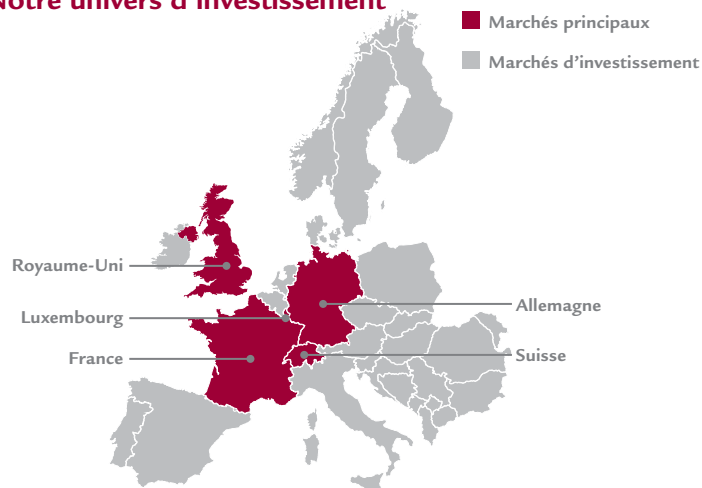 Notre univers d'investissement
Marchés principaux
Marchés d'investissement
Royaume-Uni
Luxembourg
France
Allemagne
Suisse